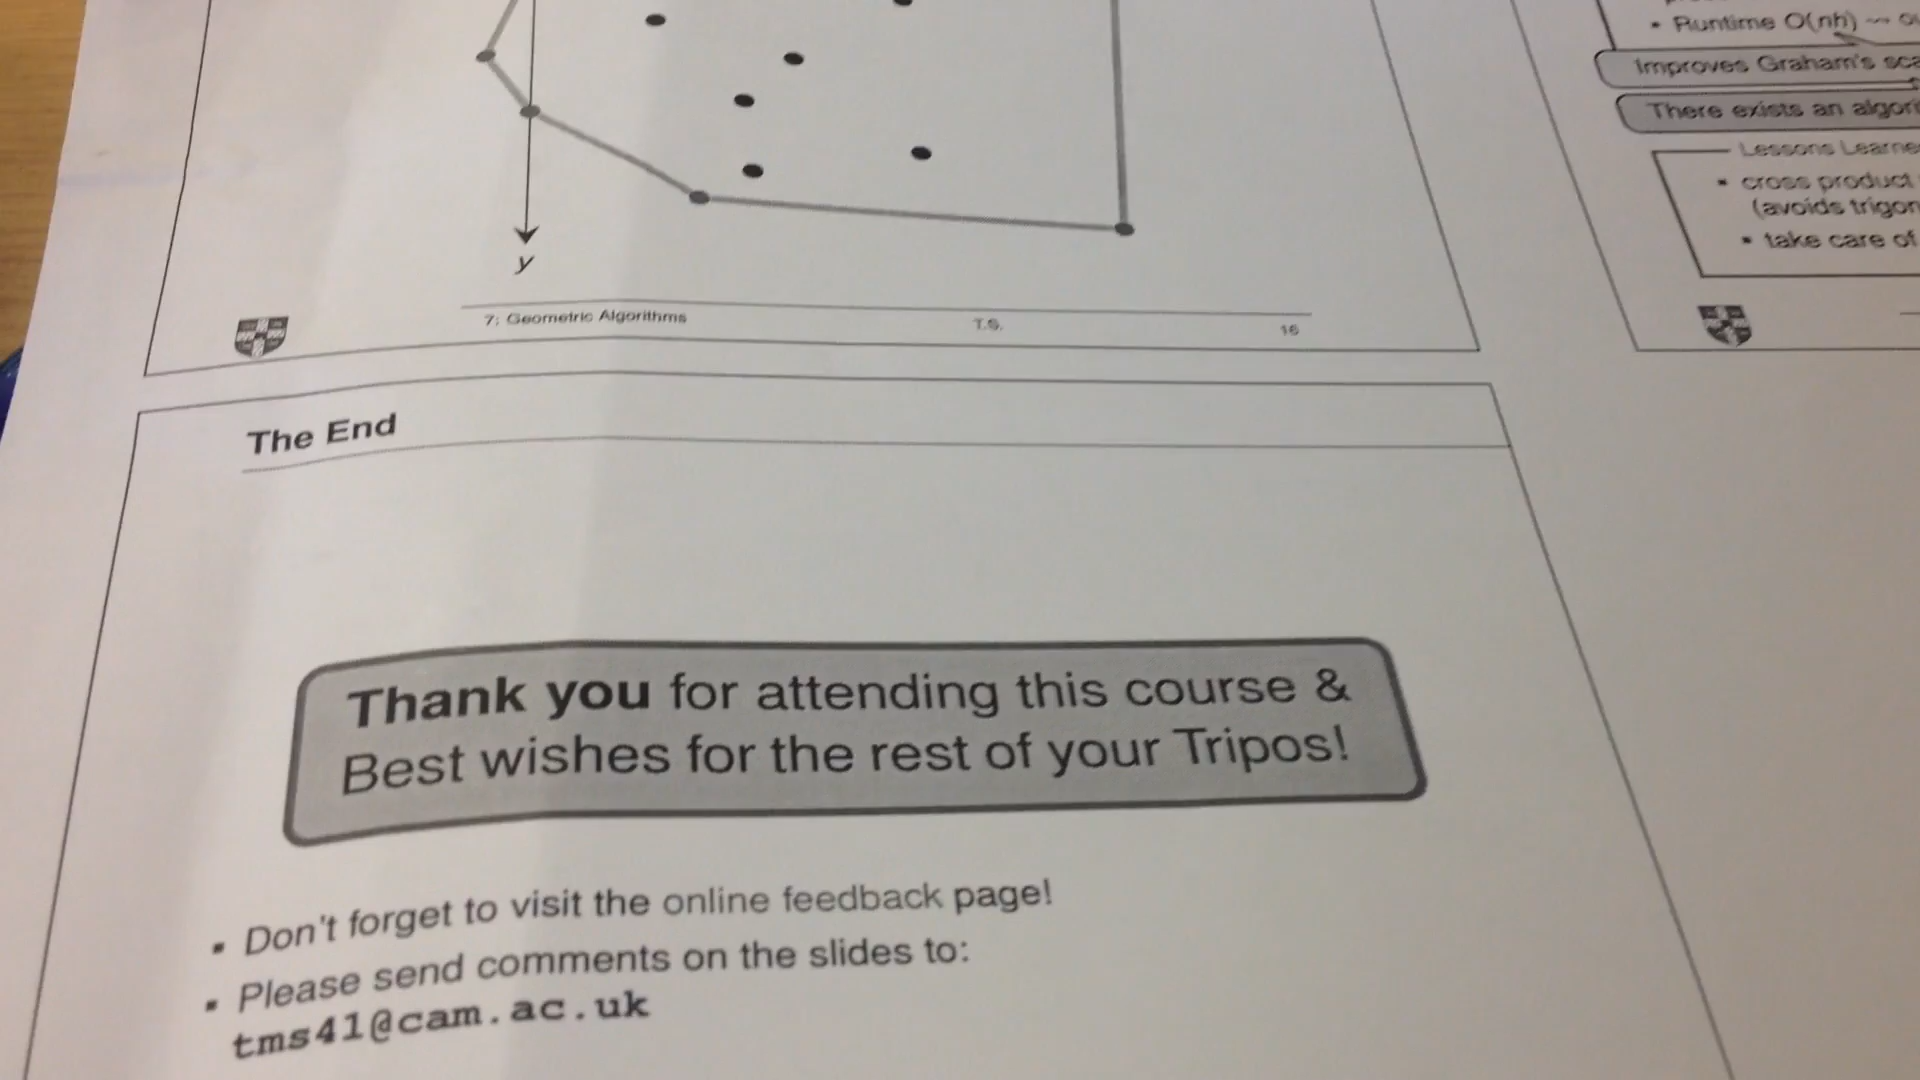 y
7: Geometric Algorithms T.S. 16
Runtime O(nh)
Improves Graham's
There exists an
Lessons
cross product
(avoids
take care of
The End
Thank you for attending this course &
Best wishes for the rest of your Tripos!
Don't forget to visit the online feedback page!
Please send comments on the slides to:
tms41@cam.ac.uk